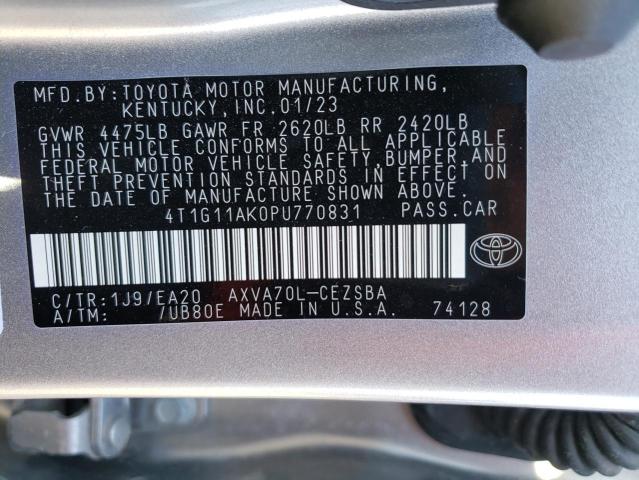 MFD.BY:TOYOTA MOTOR MANUFACTURING,
KENTUCKY, INC.01/23
GVWR 4475LB GAWR FR 2620LB RR 2420LB
THIS VEHICLE CONFORMS TO ALL APPLICABLE
FEDERAL MOTOR VEHICLE SAFETY, BUMPER, AND
THEFT PREVENTION STANDARDS IN EFFECT ON
THE DATE OF MANUFACTURE SHOWN ABOVE.
4T1G11AK0PU770831 PASS.CAR
C/TR:1J9/EA20 AXVA70L-CEZSBA
A/TM: /UB80E MADE IN U.S.A. 74128